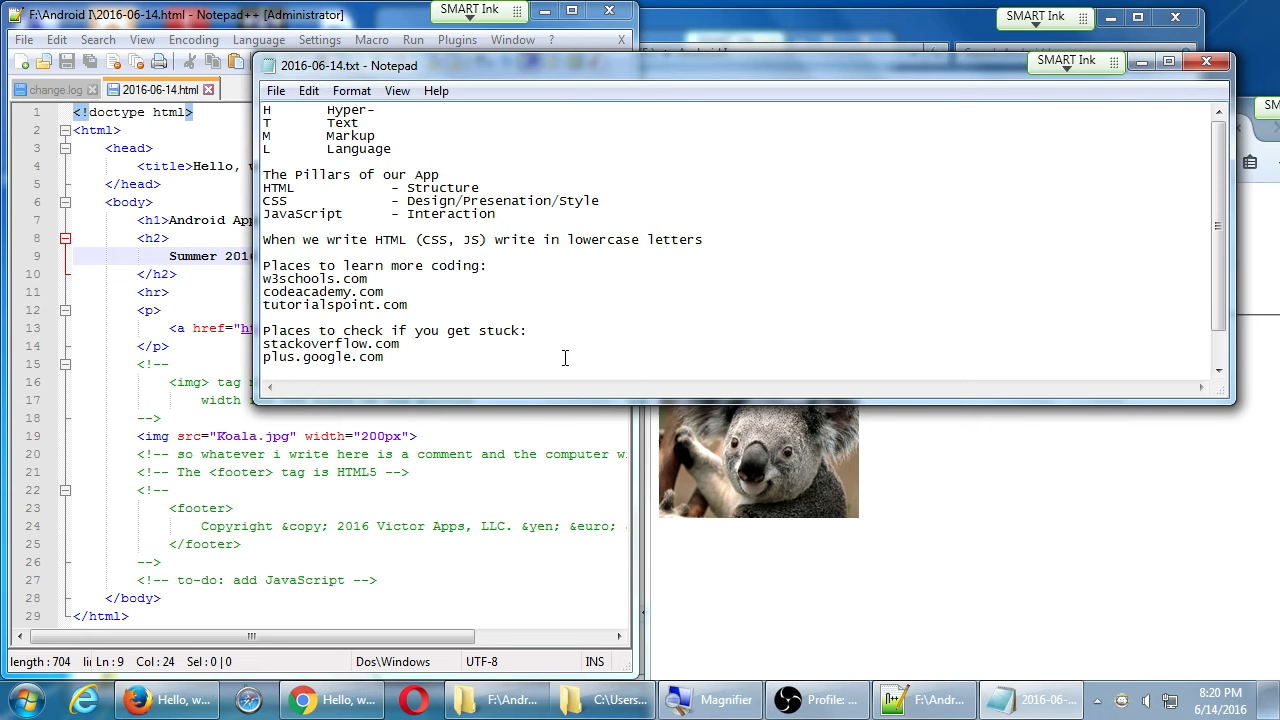 F:\Android I\2016-06-14.html - Notepad++ [Administrator]
SMART Ink
SMART Ink
File Edit Search View Encoding Language Settings Macro Run Plugins Window ? X
change.log
2016-06-14.html
1 <!doctype html>
2 <html>
3 <head>
4 <title>Hello,
5 </head>
6 <body>
7 <h1>Android App
8 <h2>
9 Summer 2016
10 </h2>
11 <hr>
12 <p>
13 <a href="ht
14 </p>
15 <!--
16 <img> tag
17 width
18 -->
19 <img src="Koala.jpg" width="200px">
20 <!-- so whatever i write here is a comment and the computer w
21 <!-- The <footer> tag is HTML5 -->
22 <!--
23 <footer>
24 Copyright &copy; 2016 Victor Apps, LLC. &yen; &euro; &
25 </footer>
26 -->
27 <!-- to-do: add JavaScript -->
28 </body>
29 </html>
length : 704 li Ln : 9 Col : 24 Sel : 0 | 0 Dos\Windows UTF-8 INS
2016-06-14.txt - Notepad
SMART Ink
File Edit Format View Help
H Hyper-
T Text
M Markup
L Language
The Pillars of our App
HTML - Structure
CSS - Design/Presenation/Style
JavaScript - Interaction
When we write HTML (CSS, JS) write in lowercase letters
Places to learn more coding:
w3schools.com
codeacademy.com
tutorialspoint.com
Places to check if you get stuck:
stackoverflow.com
plus.google.com
SM
Hello, w...
Hello, w...
F:\Andr...
C:\Users...
Magnifier
Profile: ...
F:\Andr...
2016-06-...
8:20 PM
6/14/2016